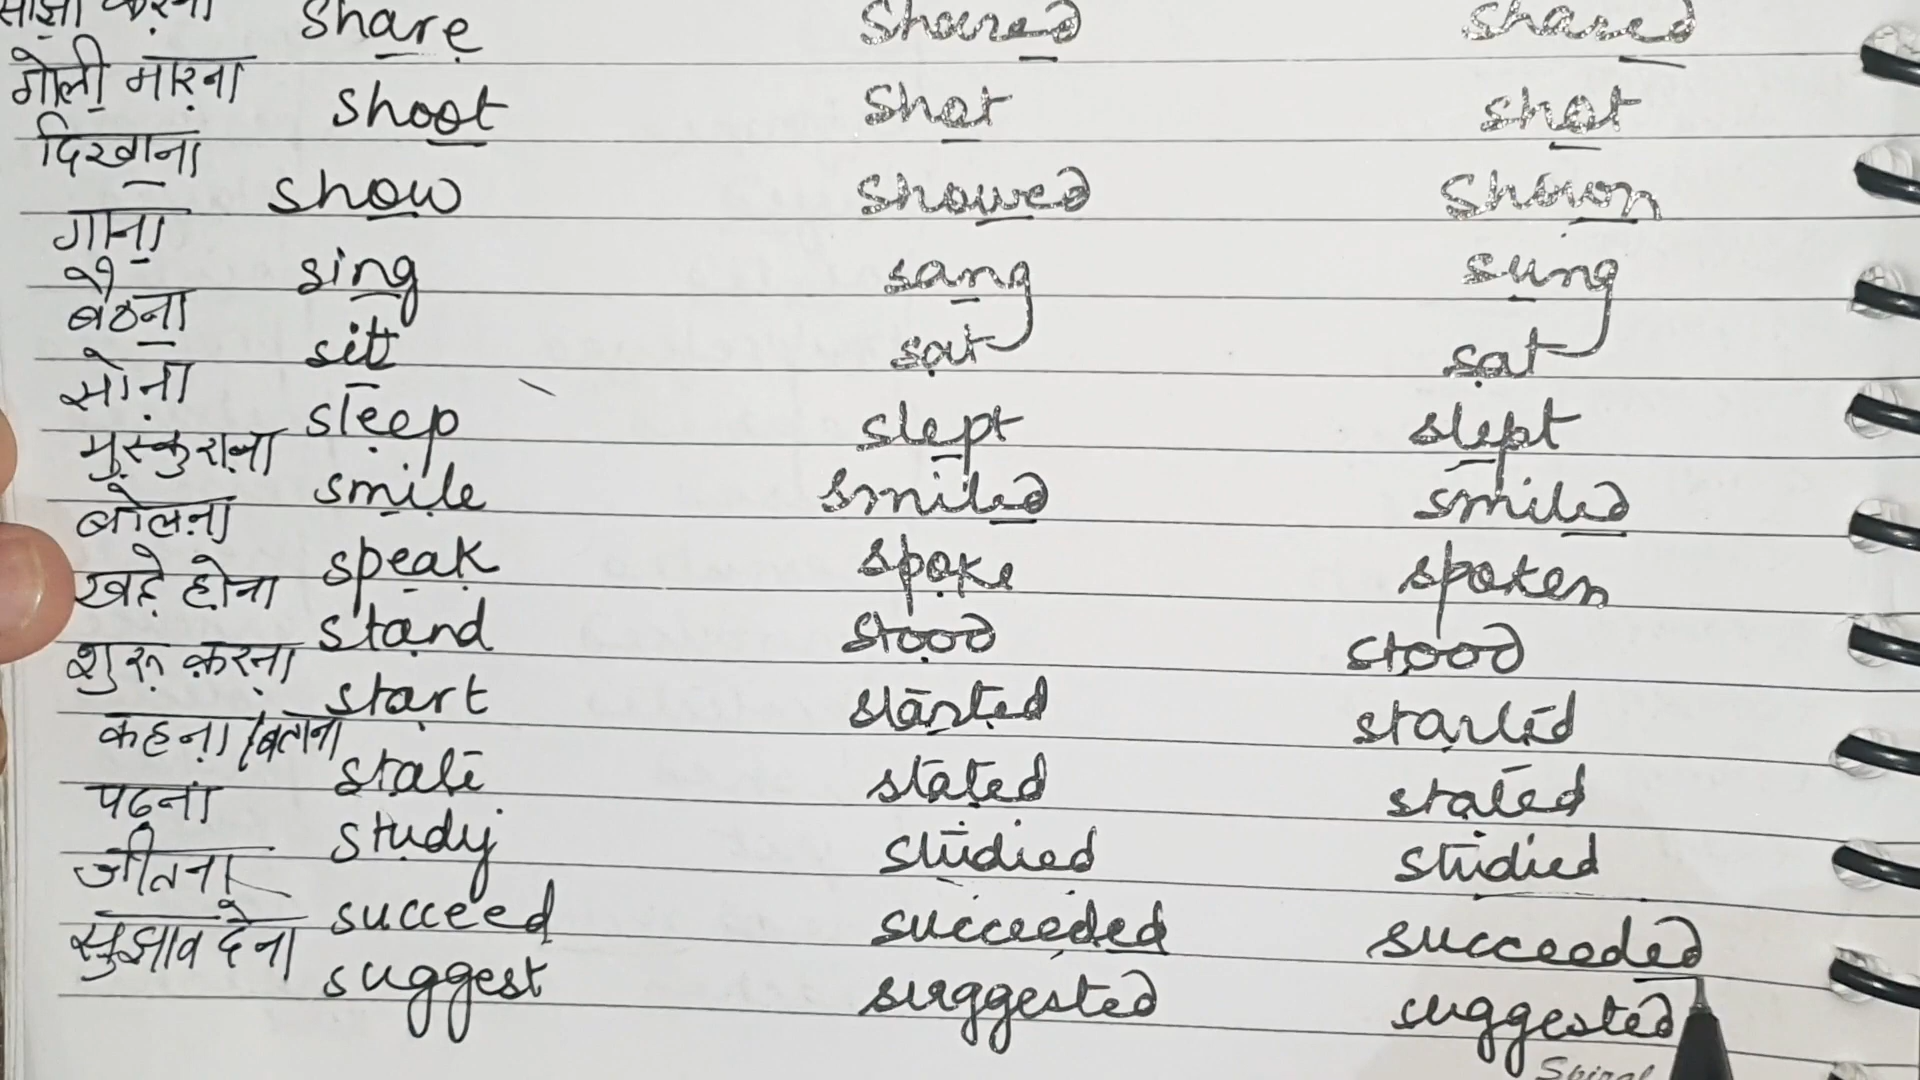 साझा करना share shared shared
गोली मारना shoot shot shot
दिखाना show showed shown
गाना sing sang sung
बैठना sit sat sat
सोना sleep slept slept
मुस्कुराना smile smiled smiled
बोलना speak spoke spoken
खड़े होना stand stood stood
शुरू करना start started started
कहना/बताना state stated stated
पढना study studied studied
जीतना succeed succeeded succeeded
सुझाव देना suggest suggested suggested
Spiral